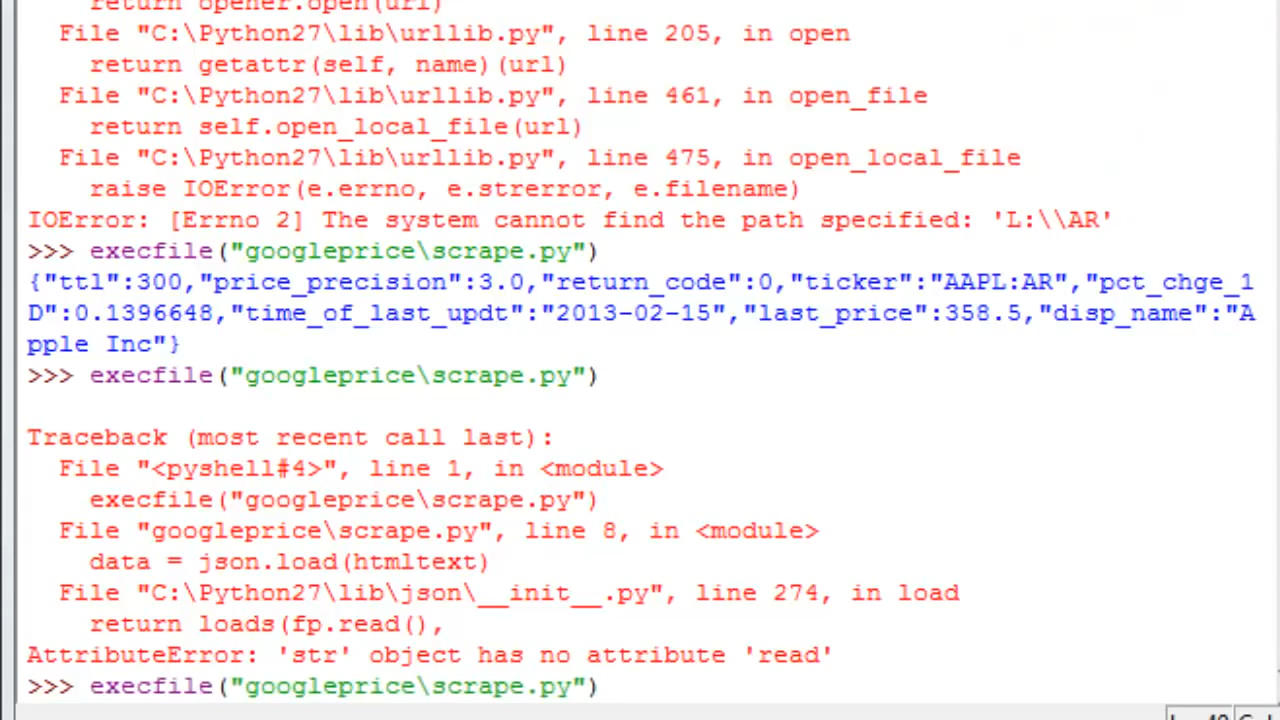 return opener.open(url)
File "C:\Python27\lib\urllib.py", line 205, in open
return getattr(self, name)(url)
File "C:\Python27\lib\urllib.py", line 461, in open_file
return self.open_local_file(url)
File "C:\Python27\lib\urllib.py", line 475, in open_local_file
raise IOError(e.errno, e.strerror, e.filename)
IOError: [Errno 2] The system cannot find the path specified: 'L:\\AR'
>>> execfile("googleprice\scrape.py")
{"ttl":300,"price_precision":3.0,"return_code":0,"ticker":"AAPL:AR","pct_chge_1
D":0.1396648,"time_of_last_updt":"2013-02-15","last_price":358.5,"disp_name":"A
pple Inc"}
>>> execfile("googleprice\scrape.py")
Traceback (most recent call last):
File "<pyshell#4>", line 1, in <module>
execfile("googleprice\scrape.py")
File "googleprice\scrape.py", line 8, in <module>
data = json.load(htmltext)
File "C:\Python27\lib\json\__init__.py", line 274, in load
return loads(fp.read(),
AttributeError: 'str' object has no attribute 'read'
>>> execfile("googleprice\scrape.py")